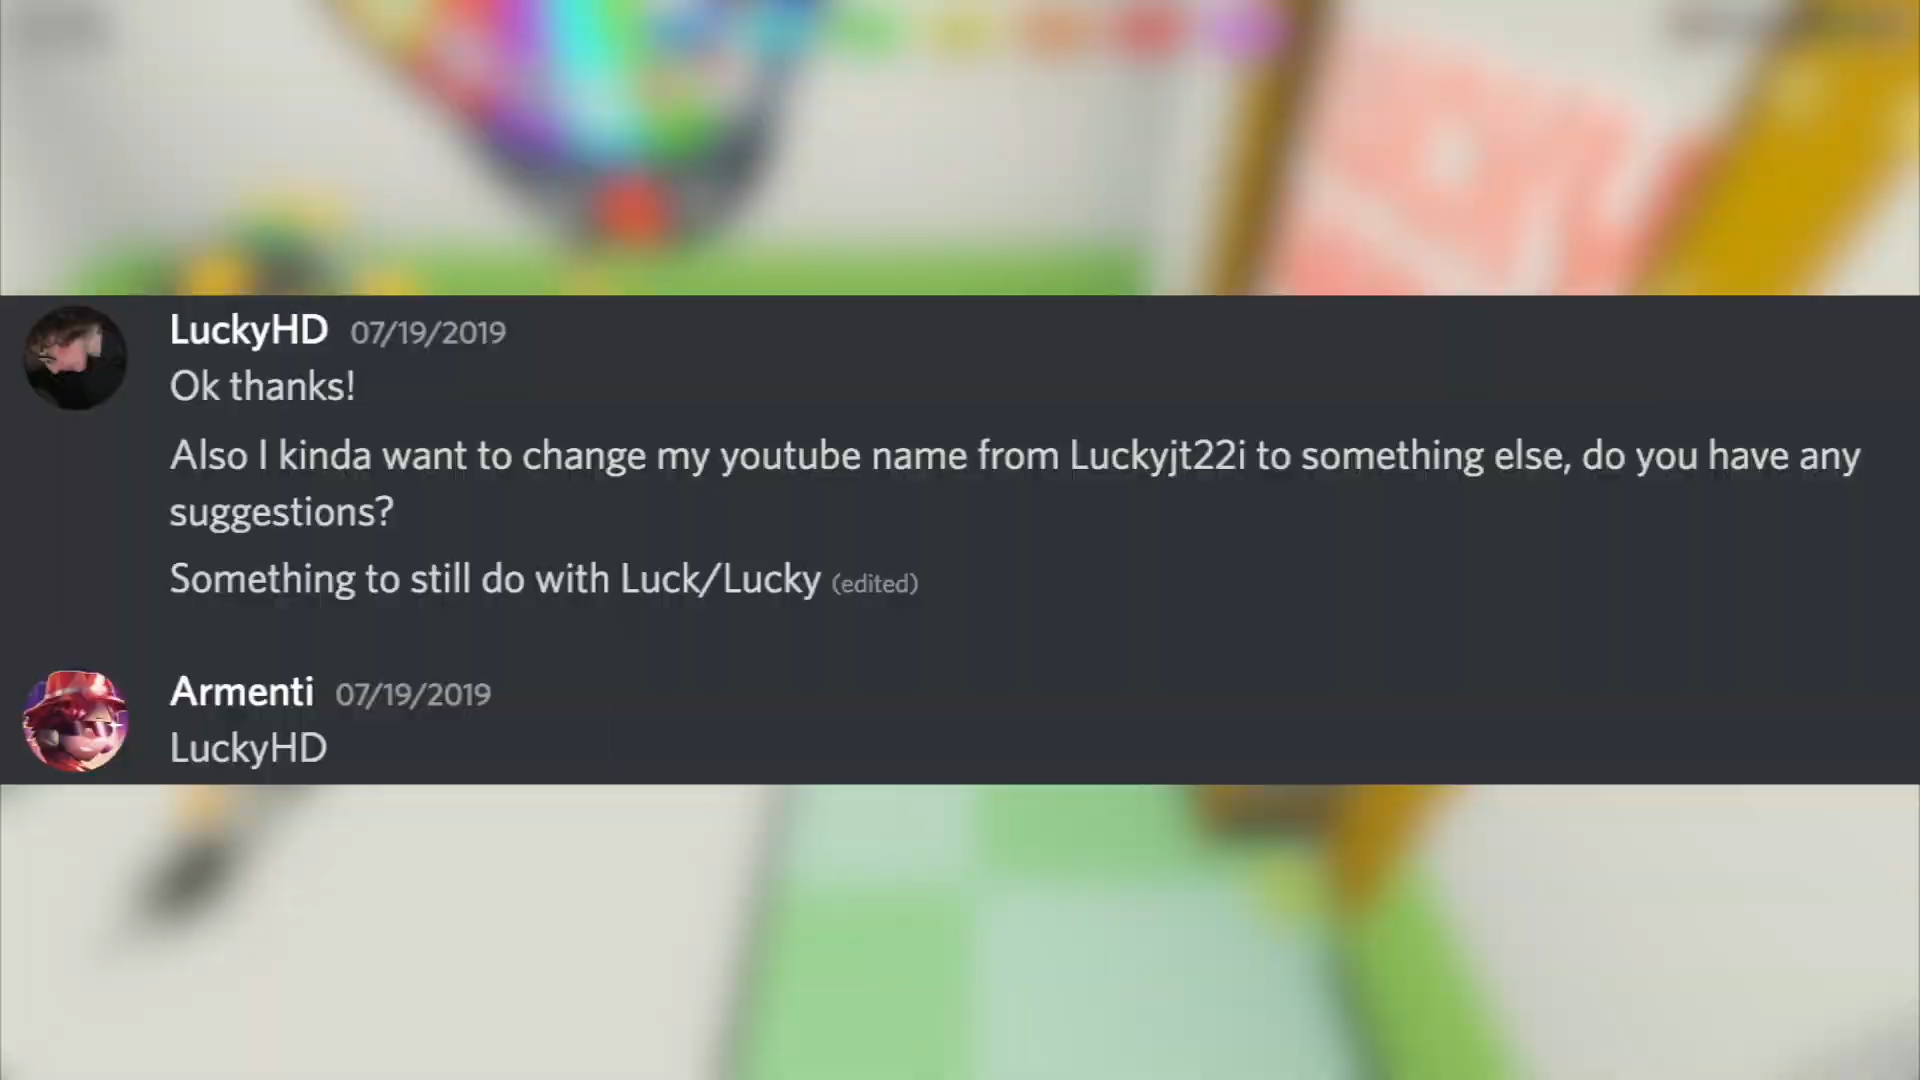 LuckyHD 07/19/2019
Ok thanks!
Also I kinda want to change my youtube name from Luckyjt22i to something else, do you have any
suggestions?
Something to still do with Luck/Lucky (edited)
Armenti 07/19/2019
LuckyHD